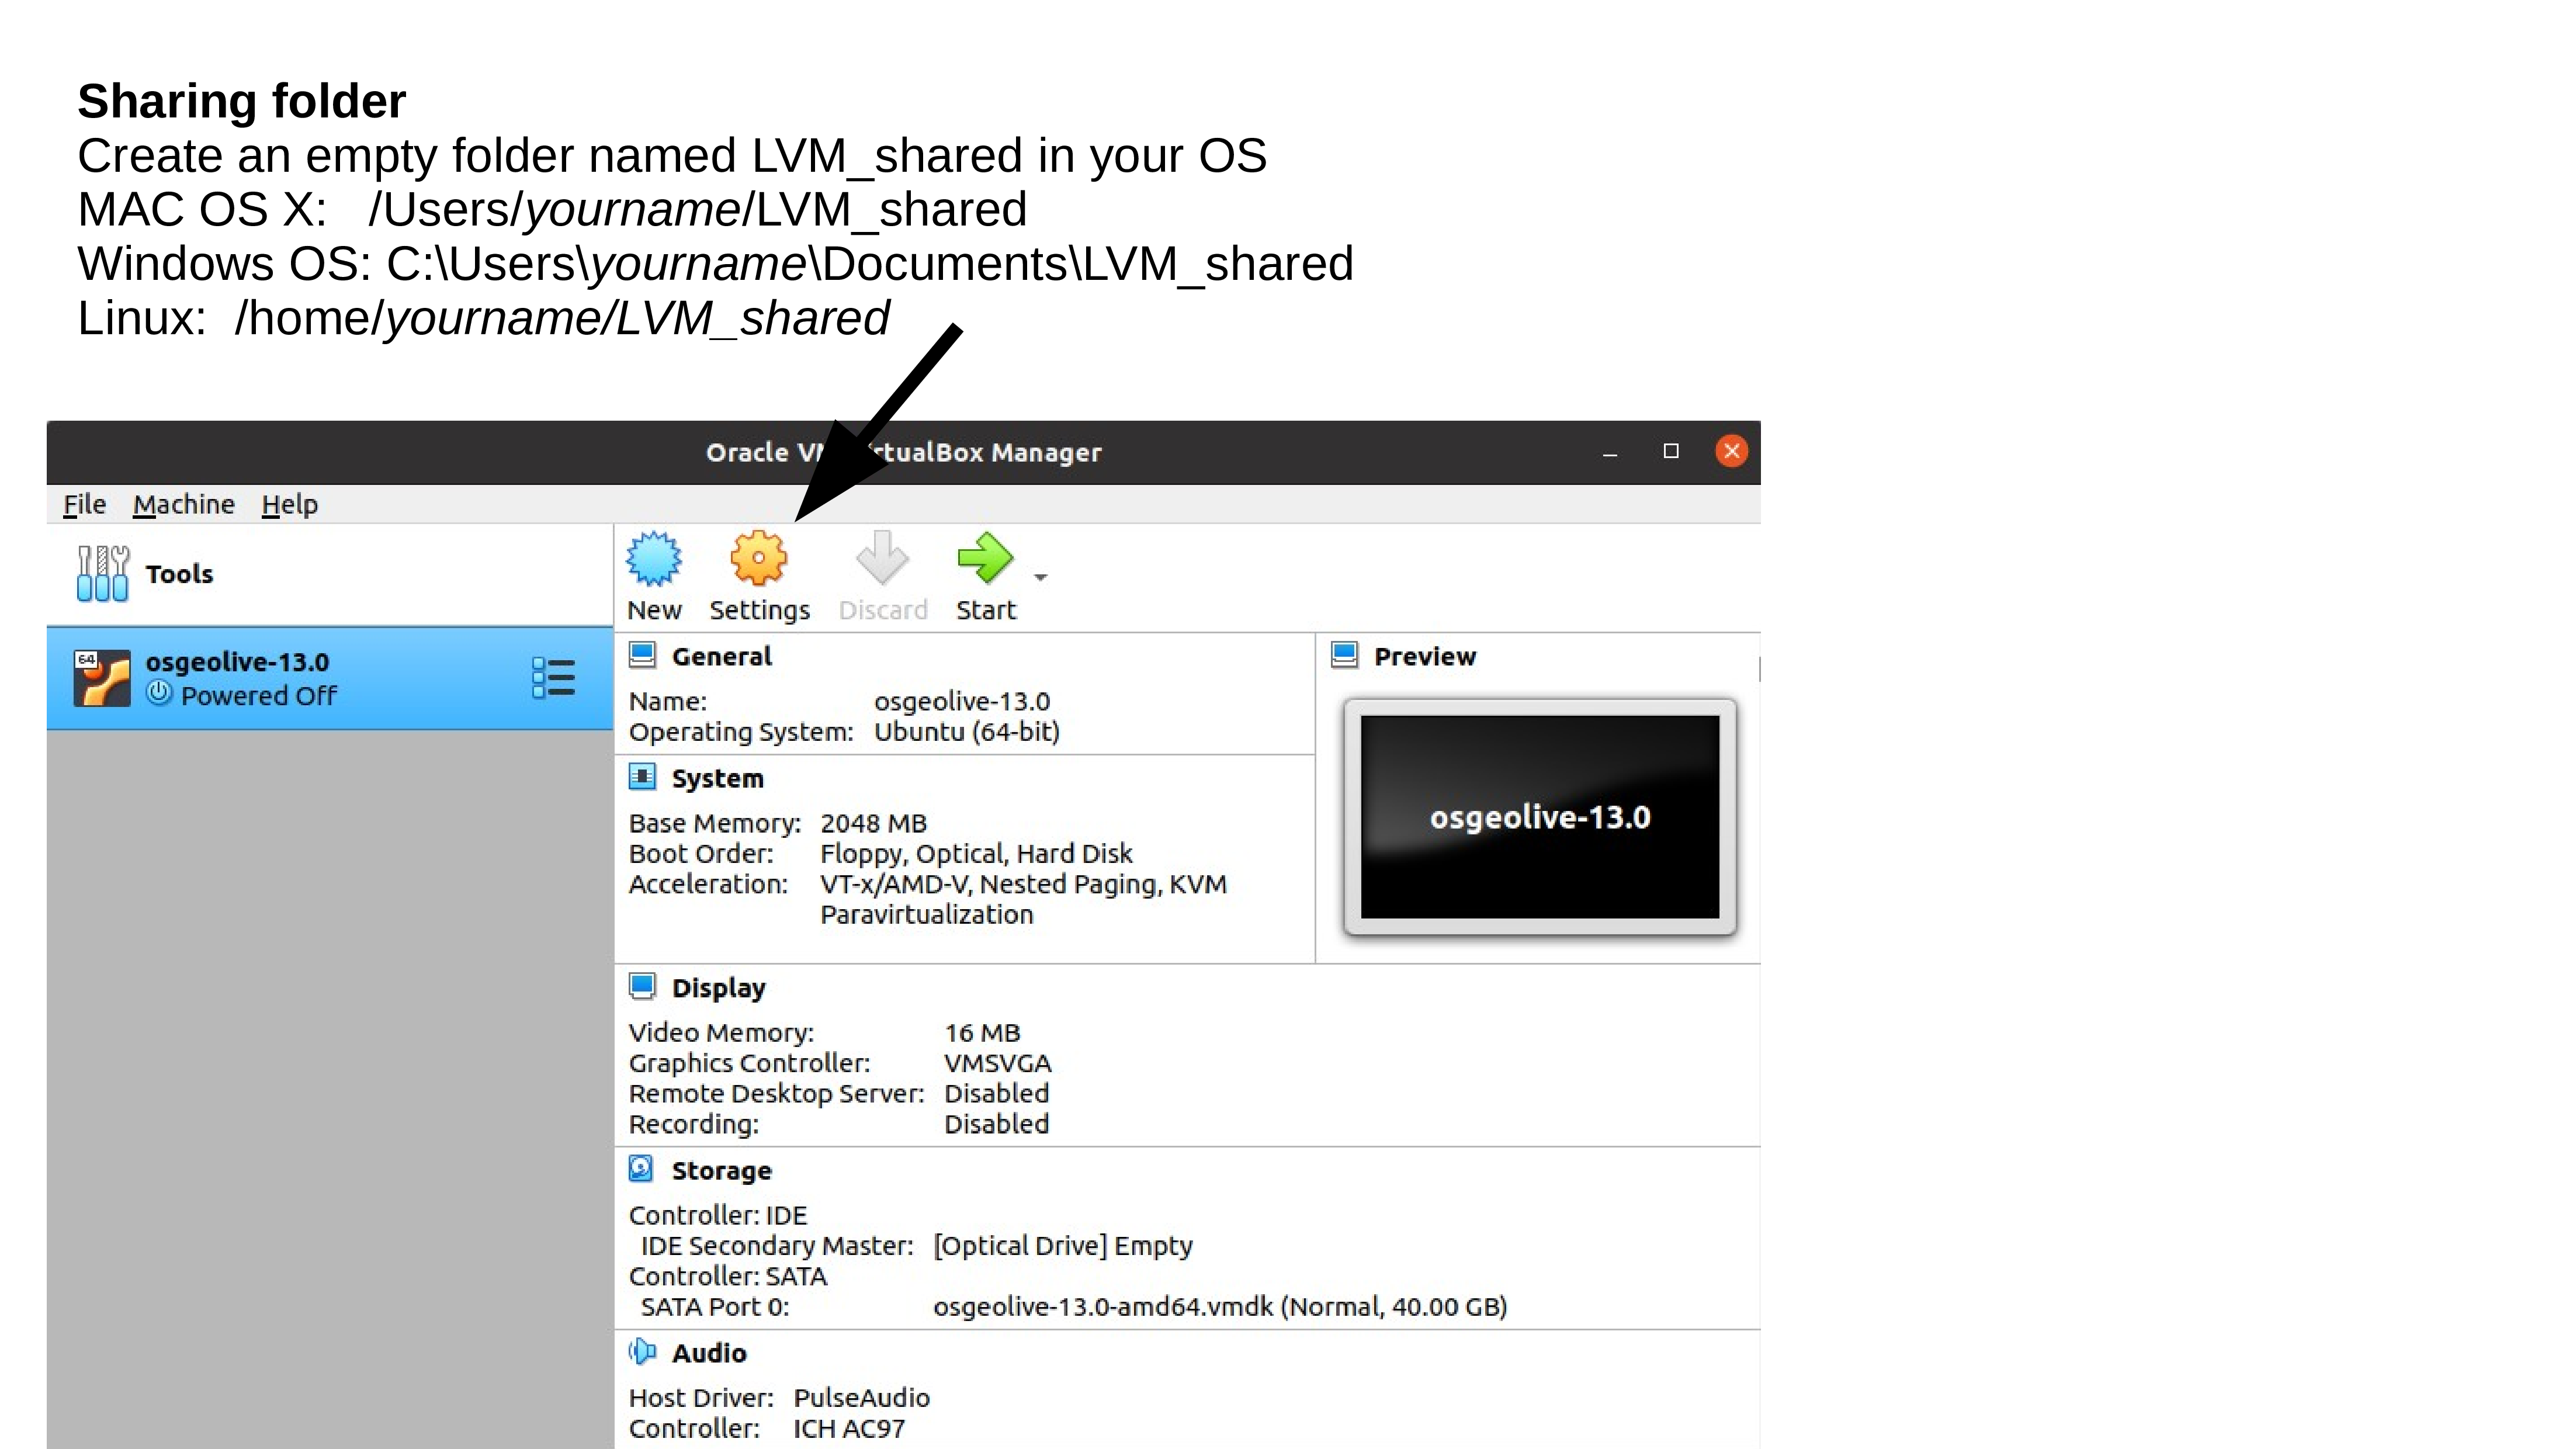 Sharing folder
Create an empty folder named LVM_shared in your OS
MAC OS X: /Users/yourname/LVM_shared
Windows OS: C:\Users\yourname\Documents\LVM_shared
Linux: /home/yourname/LVM_shared
Oracle VM VirtualBox Manager
File Machine Help
Tools
New Settings Discard Start
64
osgeolive-13.0
Powered Off
General
Name: osgeolive-13.0
Operating System: Ubuntu (64-bit)
Preview
osgeolive-13.0
System
Base Memory: 2048 MB
Boot Order: Floppy, Optical, Hard Disk
Acceleration: VT-x/AMD-V, Nested Paging, KVM
Paravirtualization
Display
Video Memory: 16 MB
Graphics Controller: VMSVGA
Remote Desktop Server: Disabled
Recording: Disabled
Storage
Controller: IDE
IDE Secondary Master: [Optical Drive] Empty
Controller: SATA
SATA Port 0: osgeolive-13.0-amd64.vmdk (Normal, 40.00 GB)
Audio
Host Driver: PulseAudio
Controller: ICH AC97